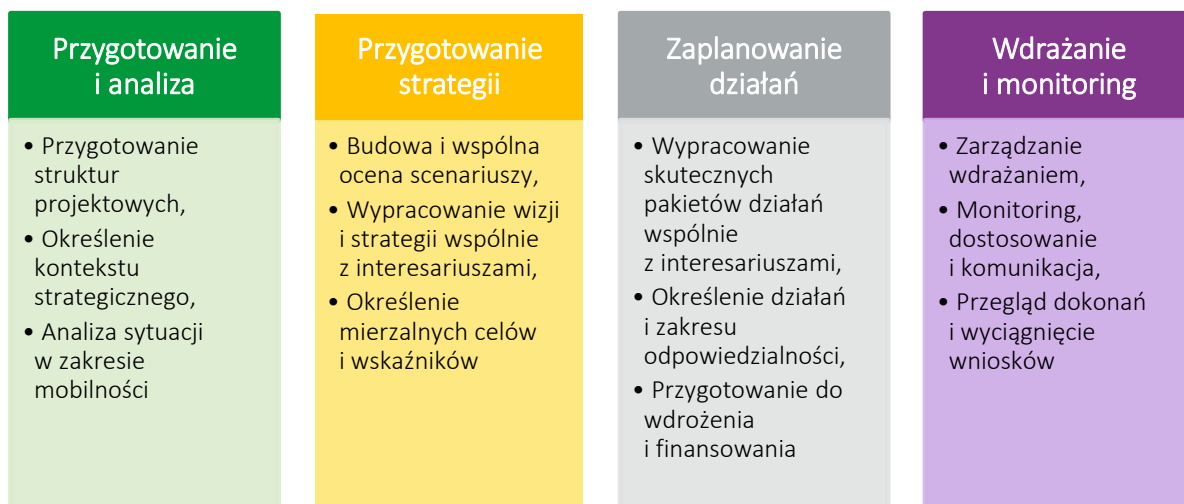 Przygotowanie
i analiza
• Przygotowanie
struktur
projektowych,
• Określenie
kontekstu
strategicznego,
• Analiza sytuacji
w zakresie
mobilności
Przygotowanie
strategii
• Budowa i wspólna
ocena scenariuszy,
• Wypracowanie wizji
i strategii wspólnie
z interesariuszami,
• Określenie
mierzalnych celów
i wskaźników
Zaplanowanie
działań
• Wypracowanie
skutecznych
pakietów działań
wspólnie
z interesariuszami,
• Określenie działań
i zakresu
odpowiedzialności,
• Przygotowanie do
wdrożenia
i finansowania
Wdrażanie
i monitoring
• Zarządzanie
wdrażaniem,
• Monitoring,
dostosowanie
i komunikacja,
• Przegląd dokonań
i wyciągnięcie
wniosków